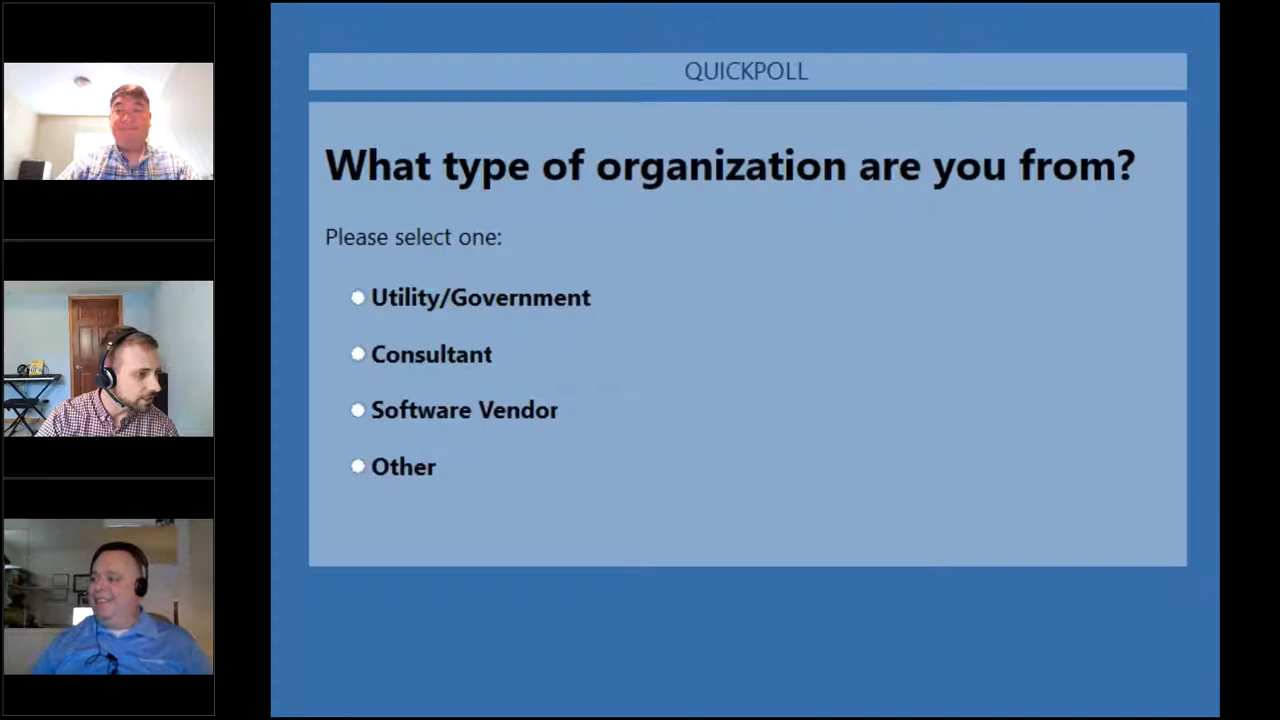 QUICKPOLL
What type of organization are you from?
Please select one:
Utility/Government
Consultant
Software Vendor
Other